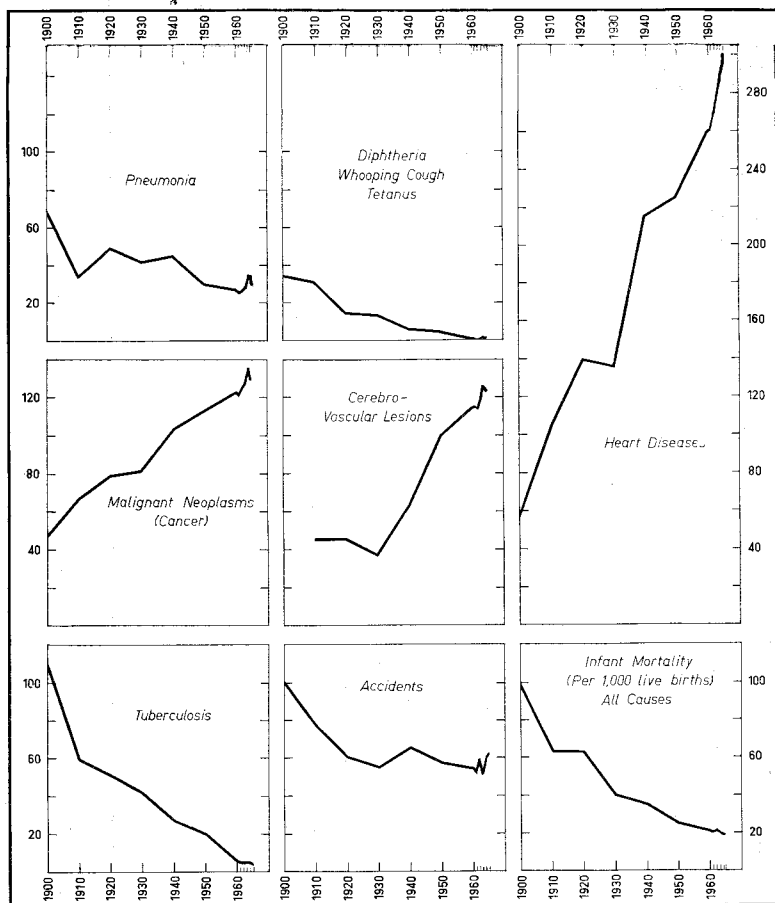 1900 1910 1920 1930 1940 1950 1960
1900 1910 1920 1930 1940 1950 1960
1900 1910 1920 1930 1940 1950 1960
100
60
20
Pneumonia
Diphtheria
Whooping Cough
Tetanus
280
240
200
160
140
120
80
40
Heart Diseases
120
80
40
Malignant Neoplasms
(Cancer)
Cerebro-
Vascular Lesions
100
60
20
Tuberculosis
Accidents
Infant Mortality
(Per 1,000 live births)
All Causes
100
60
20
1900 1910 1920 1930 1940 1950 1960
1900 1910 1920 1930 1940 1950 1960
1900 1910 1920 1930 1940 1950 1960